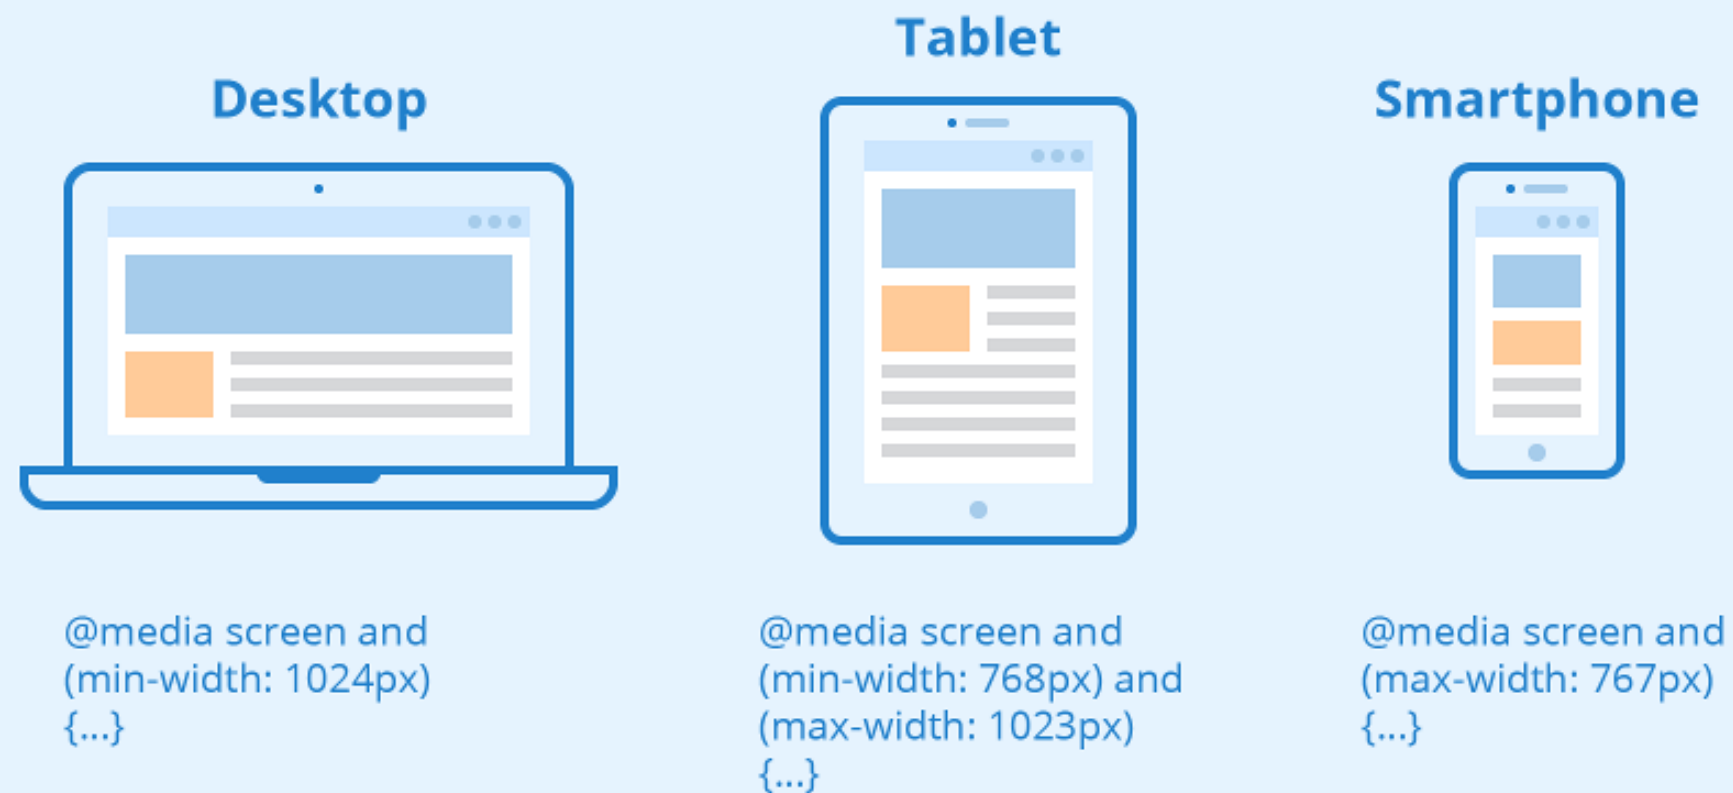 Desktop
@media screen and
(min-width: 1024px)
{...}
Tablet
@media screen and
(min-width: 768px) and
(max-width: 1023px)
{...}
Smartphone
@media screen and
(max-width: 767px)
{...}